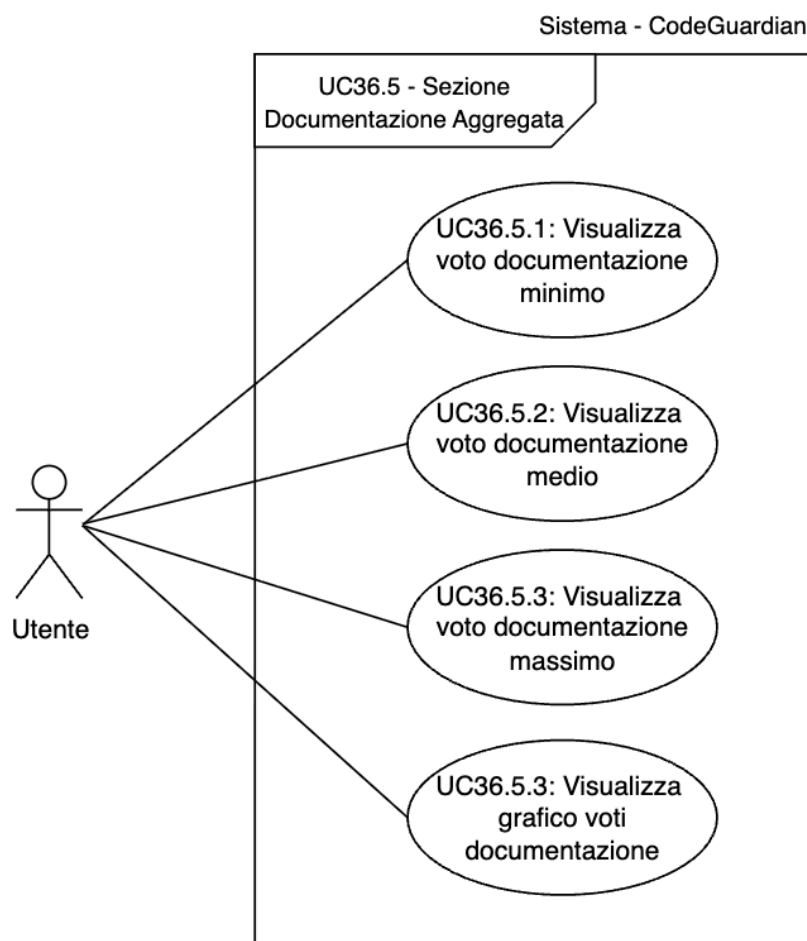 Sistema - CodeGuardian
UC36.5 - Sezione
Documentazione Aggregata
UC36.5.1: Visualizza
voto documentazione
minimo
UC36.5.2: Visualizza
voto documentazione
medio
UC36.5.3: Visualizza
voto documentazione
massimo
Utente
UC36.5.3: Visualizza
grafico voti
documentazione